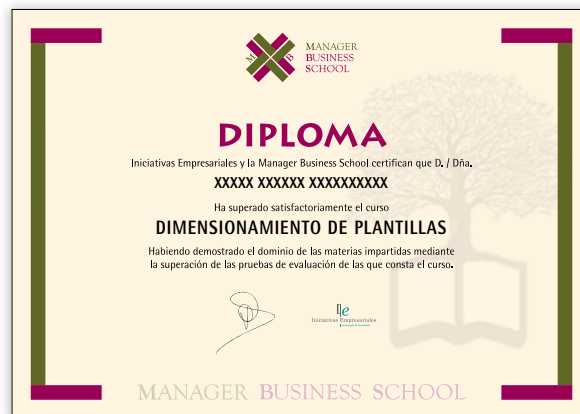 M B
MANAGER
BUSINESS
SCHOOL
DIPLOMA
Iniciativas Empresariales y la Manager Business School certifican que D. / Dña.
XXXXX XXXXXX XXXXXXXXXX
Ha superado satisfactoriamente el curso
DIMENSIONAMIENTO DE PLANTILLAS
Habiendo demostrado el dominio de las materias impartidas mediante
la superación de las pruebas de evaluación de las que consta el curso.
Ie
Iniciativas Empresariales
MANAGER BUSINESS SCHOOL